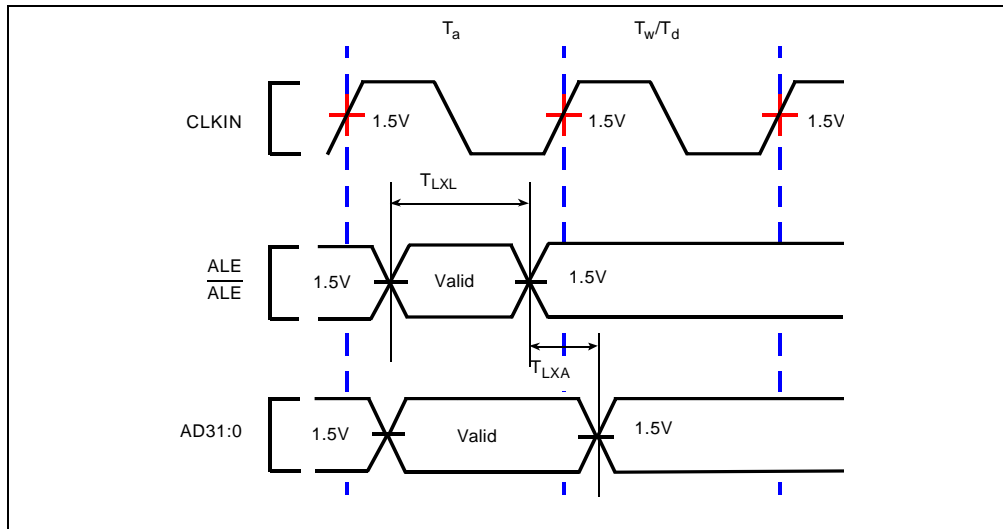 Ta Tw/Td
CLKIN 1.5V 1.5V 1.5V
TLXL
ALE
ALE 1.5V Valid 1.5V
TLXA
AD31:0 1.5V Valid 1.5V